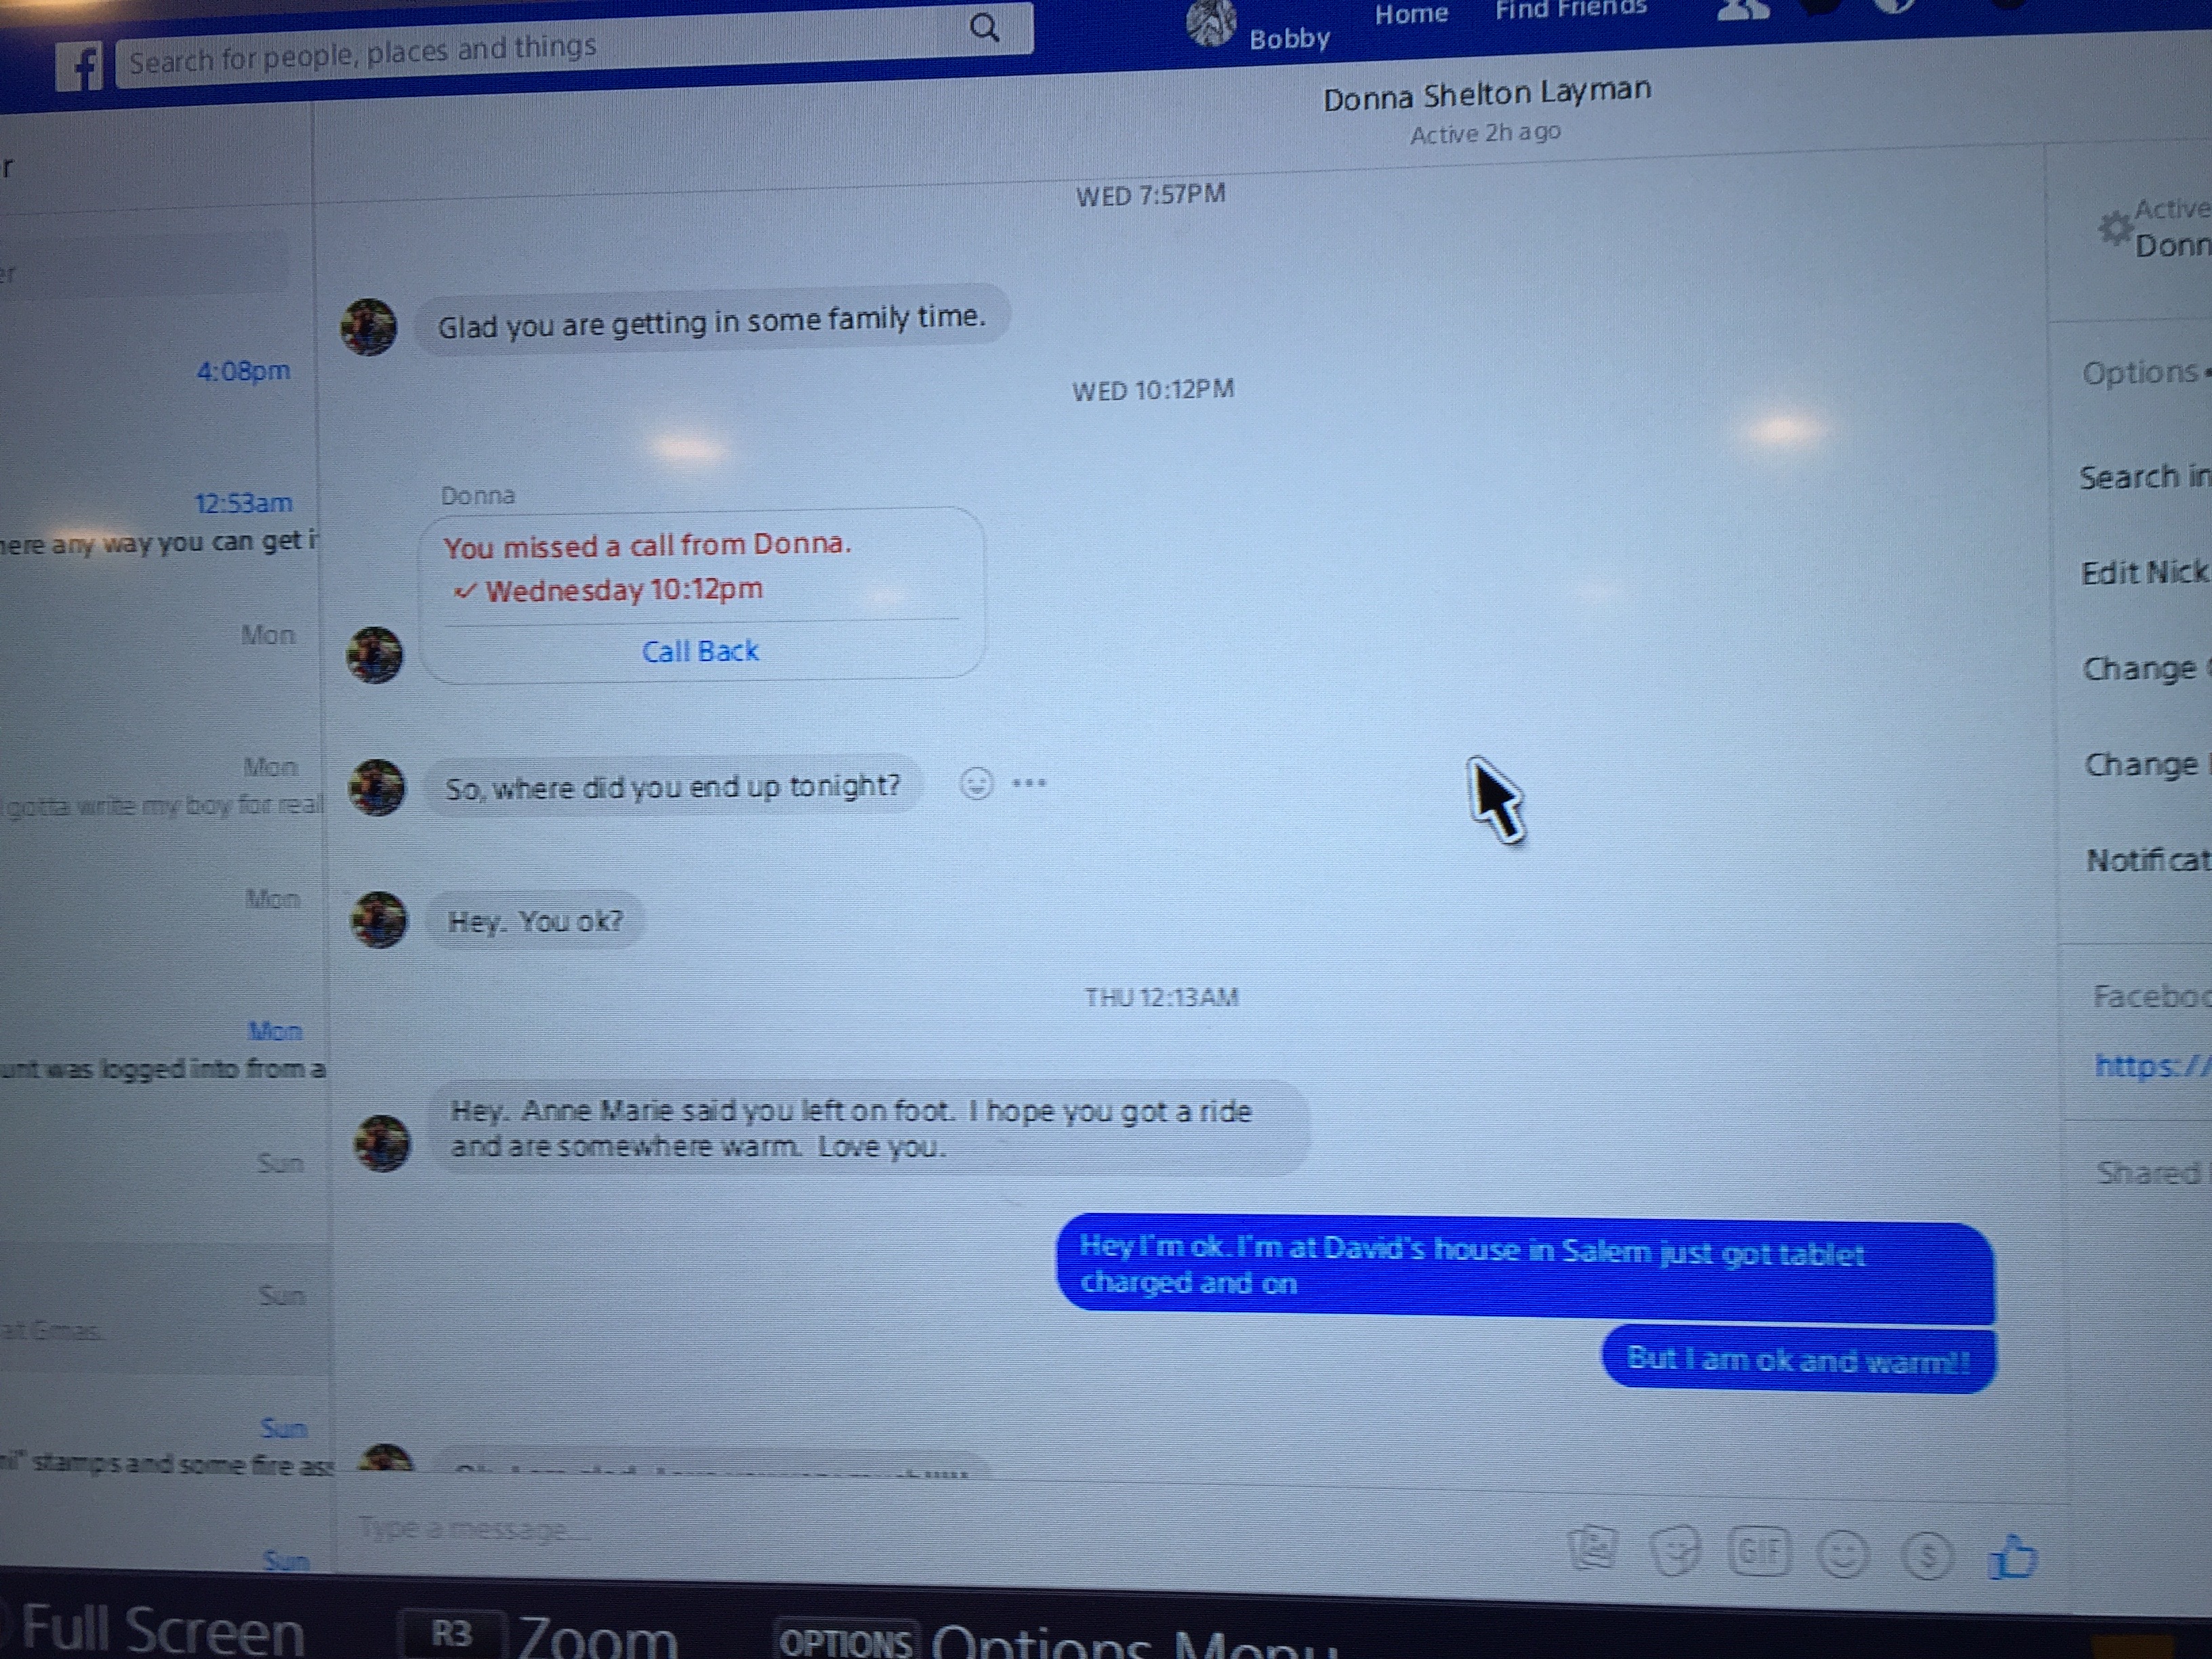 f Search for people, places and things
Bobby
Home
Find Friends
Donna Shelton Layman
Active 2h ago
r
er
4:08pm
12:53am
here any way you can get i
Mon
Mon
gotta write my boy for real
Mon
Mon
unt was logged into from a
Sun
Sun
at Gmas.
Sun
stamps and some fire ass
Sun
WED 7:57PM
Glad you are getting in some family time.
WED 10:12PM
Donna
You missed a call from Donna.
Wednesday 10:12pm
Call Back
So, where did you end up tonight?
Hey. You ok?
THU 12:13AM
Hey. Anne Marie said you left on foot. I hope you got a ride
and are somewhere warm. Love you.
Hey I'm ok. I'm at David's house in Salem just got tablet
charged and on
But I am ok and warm!!
Type a message...
GIF
$
Active
Donn
Options
Search in
Edit Nick
Change
Change
Notificat
Faceboo
https://
Shared
Full Screen
R3 Zoom
OPTIONS Options Menu